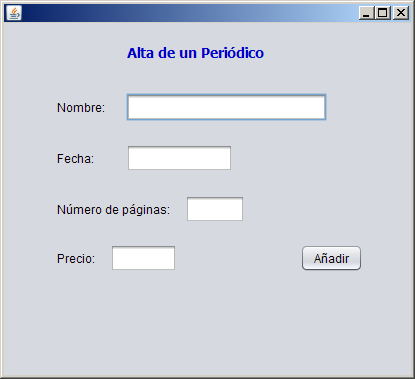 Alta de un Periódico
Nombre:
Fecha:
Número de páginas:
Precio:
Añadir